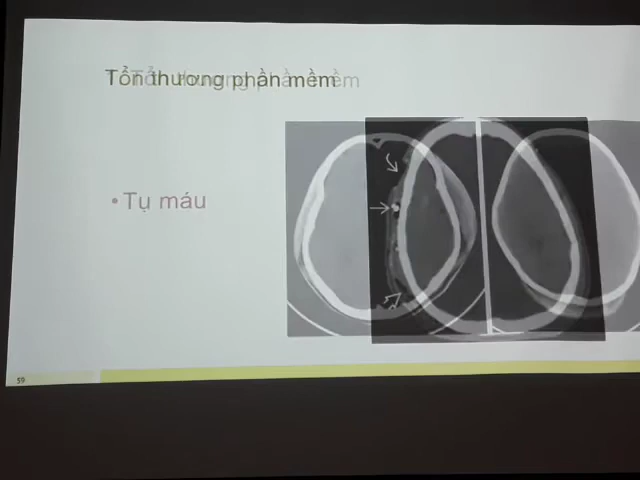 Tổn thương phần mềm
• Tụ máu
59